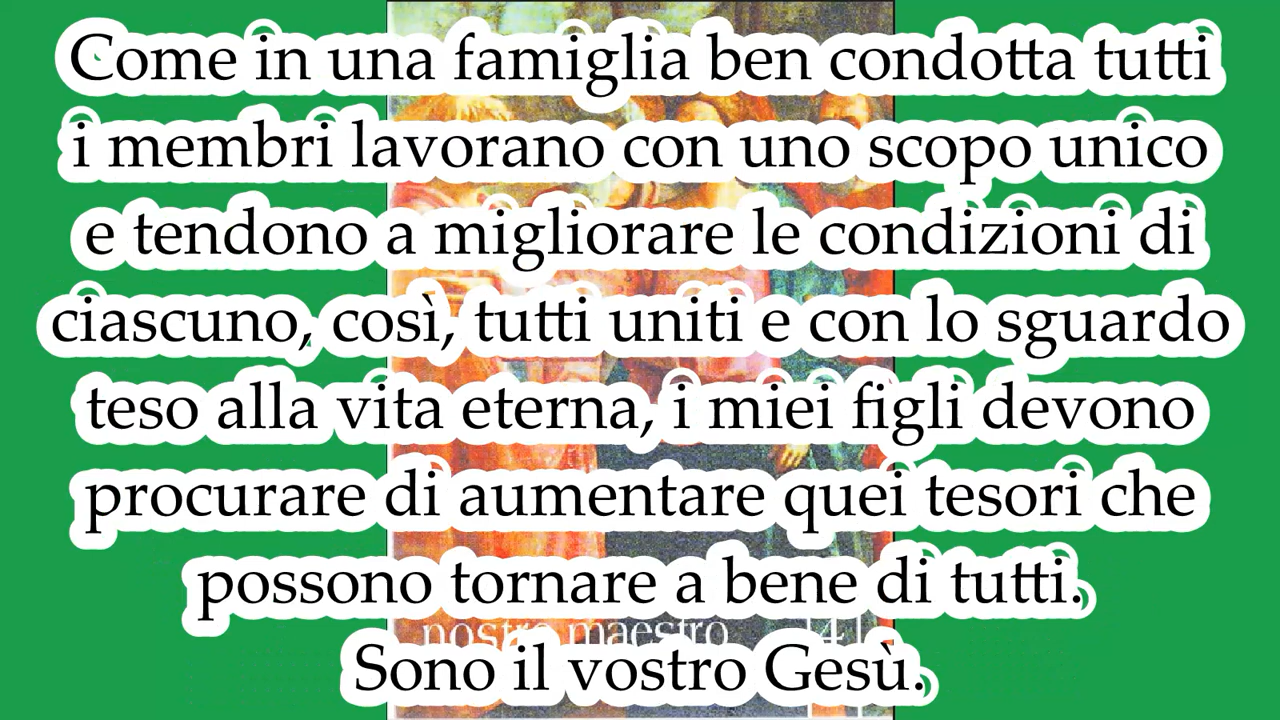 Come in una famiglia ben condotta tutti
i membri lavorano con uno scopo unico
e tendono a migliorare le condizioni di
ciascuno, così, tutti uniti e con lo sguardo
teso alla vita eterna, i miei figli devono
procurare di aumentare quei tesori che
possono tornare a bene di tutti.
nostro maestro 4
Sono il vostro Gesù.